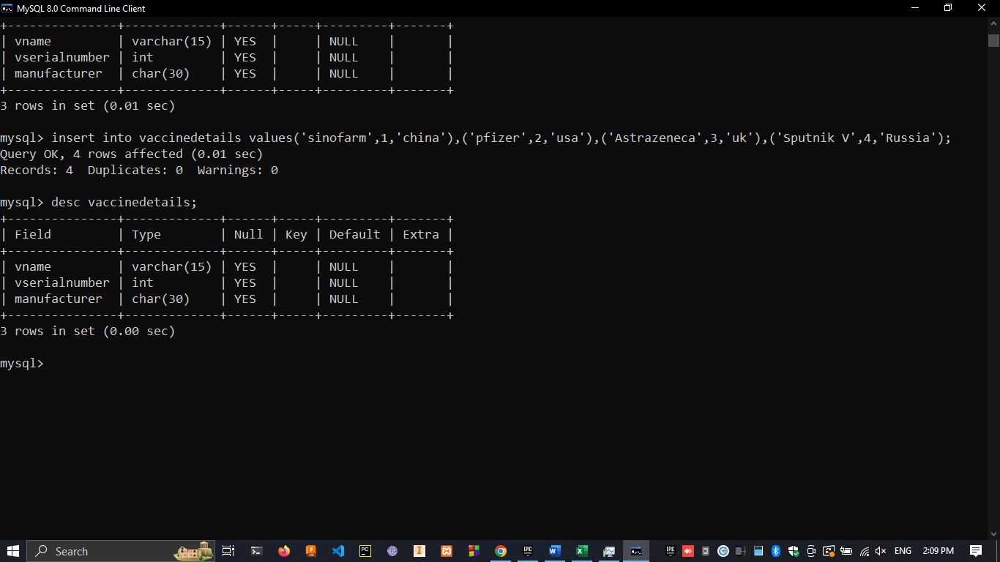 MySQL 8.0 Command Line Client
+---------------+-------------+------+-----+---------+-------+
| vname         | varchar(15) | YES  |     | NULL    |       |
| vserialnumber | int         | YES  |     | NULL    |       |
| manufacturer  | char(30)    | YES  |     | NULL    |       |
+---------------+-------------+------+-----+---------+-------+
3 rows in set (0.01 sec)
mysql> insert into vaccinedetails values('sinofarm',1,'china'),('pfizer',2,'usa'),('Astrazeneca',3,'uk'),('Sputnik V',4,'Russia');
Query OK, 4 rows affected (0.01 sec)
Records: 4  Duplicates: 0  Warnings: 0
mysql> desc vaccinedetails;
+---------------+-------------+------+-----+---------+-------+
| Field         | Type        | Null | Key | Default | Extra |
+---------------+-------------+------+-----+---------+-------+
| vname         | varchar(15) | YES  |     | NULL    |       |
| vserialnumber | int         | YES  |     | NULL    |       |
| manufacturer  | char(30)    | YES  |     | NULL    |       |
+---------------+-------------+------+-----+---------+-------+
3 rows in set (0.00 sec)
mysql>
Search PC EPIC EPIC ENG 2:09 PM